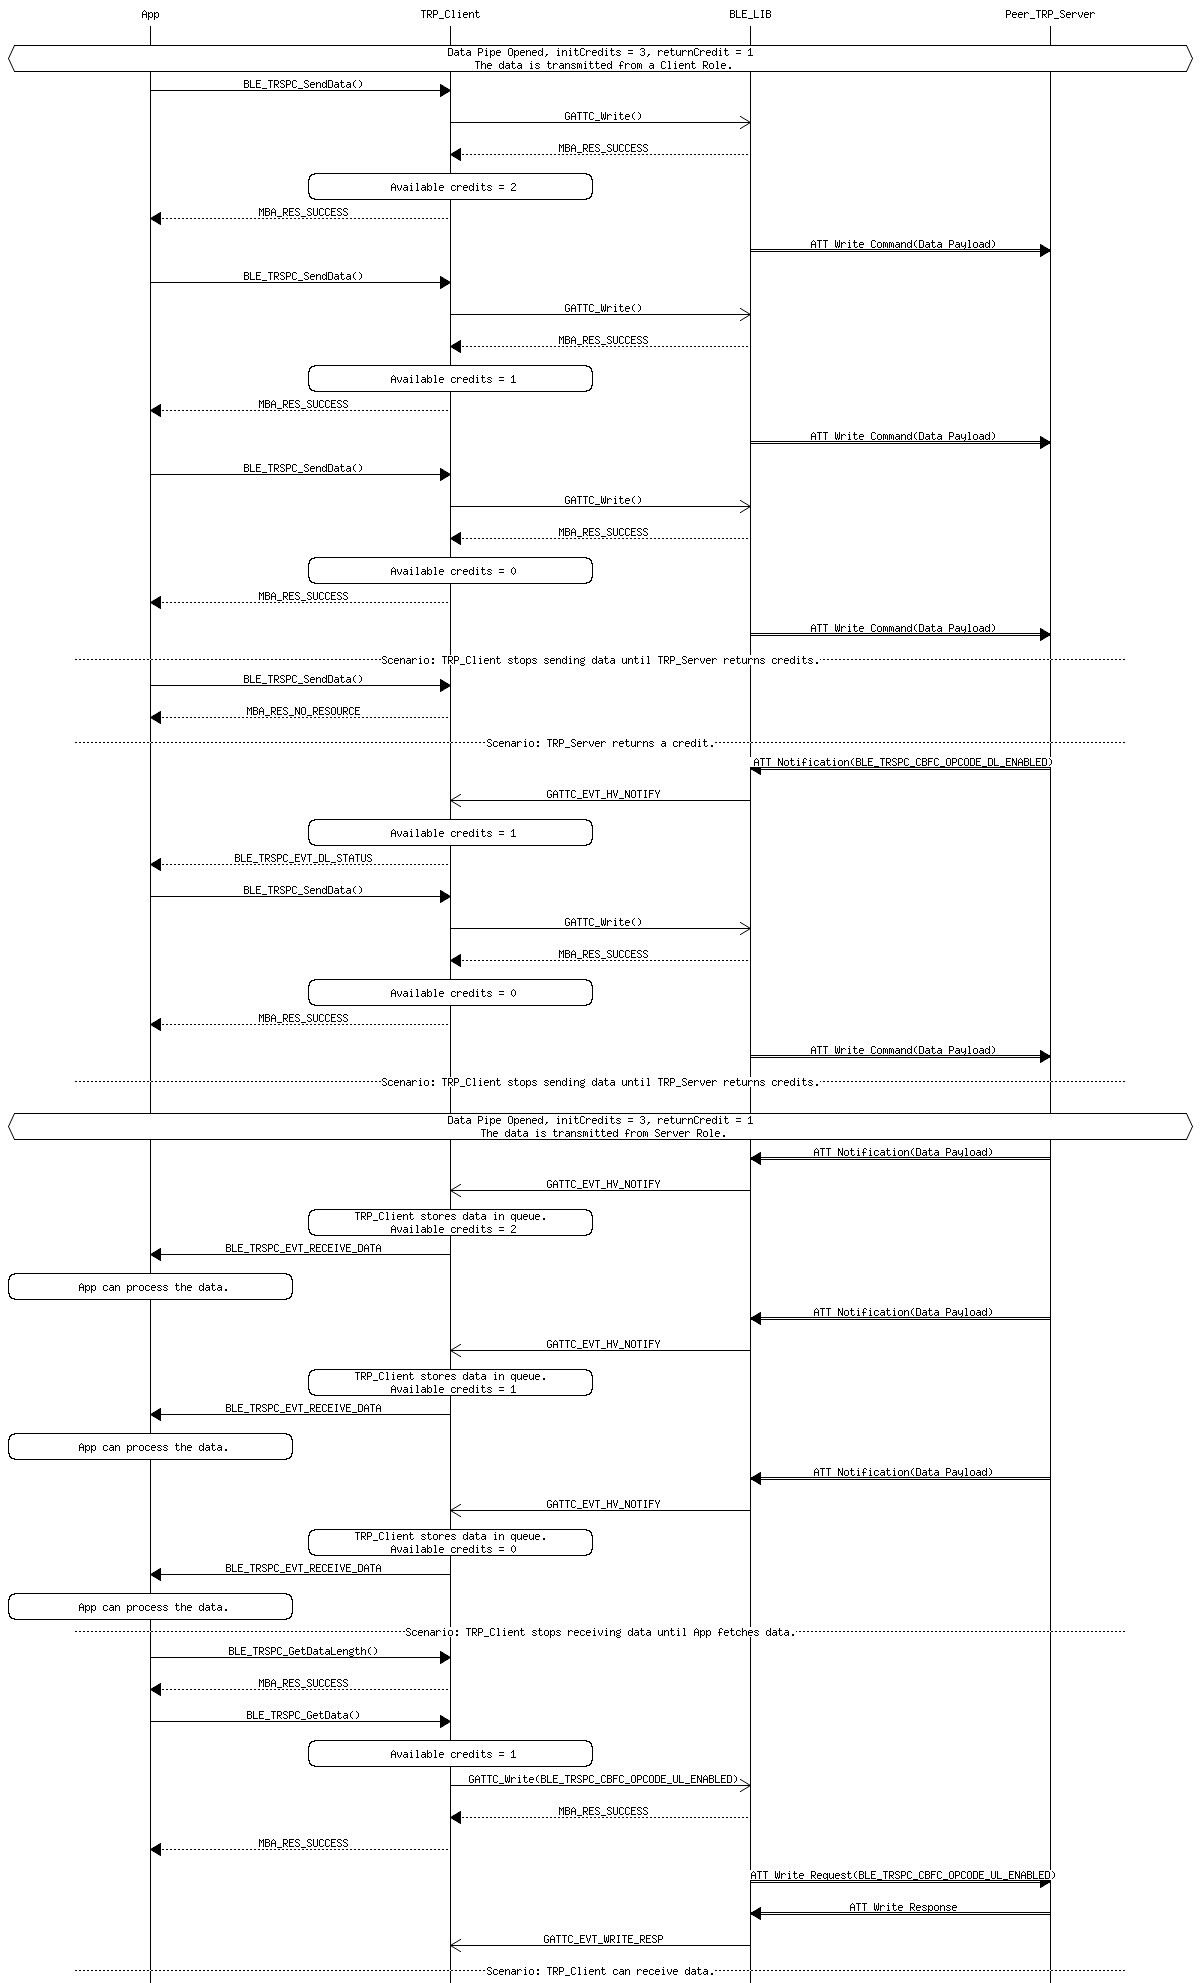 App TRP_Client BLE_LIB Peer_TRP_Server
Data Pipe Opened, initCredits = 3, returnCredit = 1
The data is transmitted from a Client Role.
BLE_TRSPC_SendData()
GATTC_Write()
MBA_RES_SUCCESS
Available credits = 2
MBA_RES_SUCCESS
ATT Write Command(Data Payload)
BLE_TRSPC_SendData()
GATTC_Write()
MBA_RES_SUCCESS
Available credits = 1
MBA_RES_SUCCESS
ATT Write Command(Data Payload)
BLE_TRSPC_SendData()
GATTC_Write()
MBA_RES_SUCCESS
Available credits = 0
MBA_RES_SUCCESS
ATT Write Command(Data Payload)
Scenario: TRP_Client stops sending data until TRP_Server returns credits.
BLE_TRSPC_SendData()
MBA_RES_NO_RESOURCE
Scenario: TRP_Server returns a credit.
ATT Notification(BLE_TRSPC_CBFC_OPCODE_DL_ENABLED)
GATTC_EVT_HV_NOTIFY
Available credits = 1
BLE_TRSPC_EVT_DL_STATUS
BLE_TRSPC_SendData()
GATTC_Write()
MBA_RES_SUCCESS
Available credits = 0
MBA_RES_SUCCESS
ATT Write Command(Data Payload)
Scenario: TRP_Client stops sending data until TRP_Server returns credits.
Data Pipe Opened, initCredits = 3, returnCredit = 1
The data is transmitted from Server Role.
ATT Notification(Data Payload)
GATTC_EVT_HV_NOTIFY
TRP_Client stores data in queue.
Available credits = 2
BLE_TRSPC_EVT_RECEIVE_DATA
App can process the data.
ATT Notification(Data Payload)
GATTC_EVT_HV_NOTIFY
TRP_Client stores data in queue.
Available credits = 1
BLE_TRSPC_EVT_RECEIVE_DATA
App can process the data.
ATT Notification(Data Payload)
GATTC_EVT_HV_NOTIFY
TRP_Client stores data in queue.
Available credits = 0
BLE_TRSPC_EVT_RECEIVE_DATA
App can process the data.
Scenario: TRP_Client stops receiving data until App fetches data.
BLE_TRSPC_GetDataLength()
MBA_RES_SUCCESS
BLE_TRSPC_GetData()
Available credits = 1
GATTC_Write(BLE_TRSPC_CBFC_OPCODE_UL_ENABLED)
MBA_RES_SUCCESS
MBA_RES_SUCCESS
ATT Write Request(BLE_TRSPC_CBFC_OPCODE_UL_ENABLED)
ATT Write Response
GATTC_EVT_WRITE_RESP
Scenario: TRP_Client can receive data.